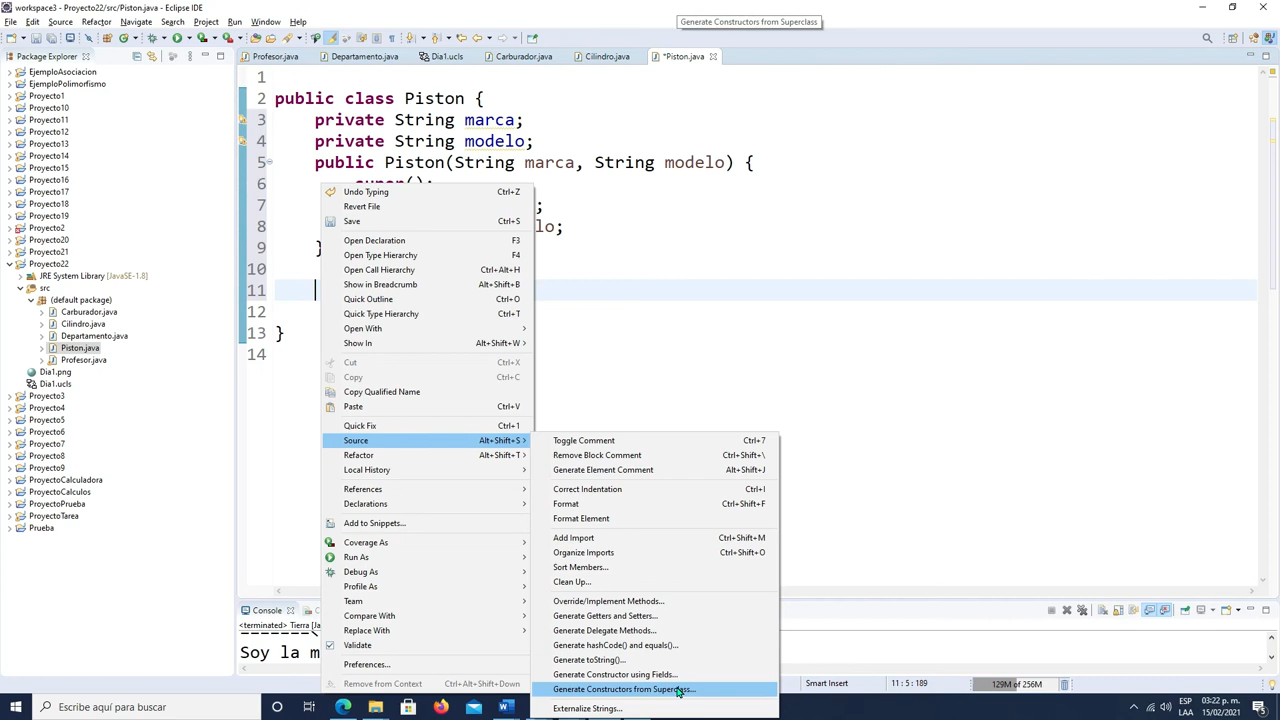 workspace3 - Proyecto22/src/Piston.java - Eclipse IDE
Generate Constructors from Superclass
File Edit Source Refactor Navigate Search Project Run Window Help
Package Explorer
Profesor.java Departamento.java Dia1.ucls Carburador.java Cilindro.java *Piston.java
EjemploAsociacion
EjemploPolimorfismo
Proyecto1
Proyecto10
Proyecto11
Proyecto12
Proyecto13
Proyecto14
Proyecto15
Proyecto16
Proyecto17
Proyecto18
Proyecto19
Proyecto2
Proyecto20
Proyecto21
Proyecto22
JRE System Library [JavaSE-1.8]
src
(default package)
Carburador.java
Cilindro.java
Departamento.java
Piston.java
Profesor.java
Dia1.png
Dia1.ucls
Proyecto3
Proyecto4
Proyecto5
Proyecto6
Proyecto7
Proyecto8
Proyecto9
ProyectoCalculadora
ProyectoCalculos
ProyectoPrueba
ProyectoTarea
Prueba
1
2 public class Piston {
3 private String marca;
4 private String modelo;
5 public Piston(String marca, String modelo) {
6 super();
7 ;
8 lo;
9 }
10
11
12
13 }
14
Undo Typing Ctrl+Z
Revert File
Save Ctrl+S
Open Declaration F3
Open Type Hierarchy F4
Open Call Hierarchy Ctrl+Alt+H
Show in Breadcrumb Alt+Shift+B
Quick Outline Ctrl+O
Quick Type Hierarchy Ctrl+T
Open With
Show In Alt+Shift+W
Cut Ctrl+X
Copy Ctrl+C
Copy Qualified Name
Paste Ctrl+V
Quick Fix Ctrl+1
Source Alt+Shift+S
Refactor Alt+Shift+T
Local History
References
Declarations
Add to Snippets...
Coverage As
Run As
Debug As
Profile As
Team
Compare With
Replace With
Validate
Preferences...
Remove from Context Ctrl+Alt+Shift+Down
Toggle Comment Ctrl+7
Remove Block Comment Ctrl+Shift+\
Generate Element Comment Alt+Shift+J
Correct Indentation Ctrl+I
Format Ctrl+Shift+F
Format Element
Add Import Ctrl+Shift+M
Organize Imports Ctrl+Shift+O
Sort Members...
Clean Up...
Override/Implement Methods...
Generate Getters and Setters...
Generate Delegate Methods...
Generate hashCode() and equals()...
Generate toString()...
Generate Constructor using Fields...
Generate Constructors from Superclass...
Externalize Strings...
Console
<terminated> Tierra [Ja
Soy la m
Smart Insert 11 : 5 : 189 129M of 256M
Escribe aquí para buscar
ESP
LAA
03:22 p. m.
15/02/2021